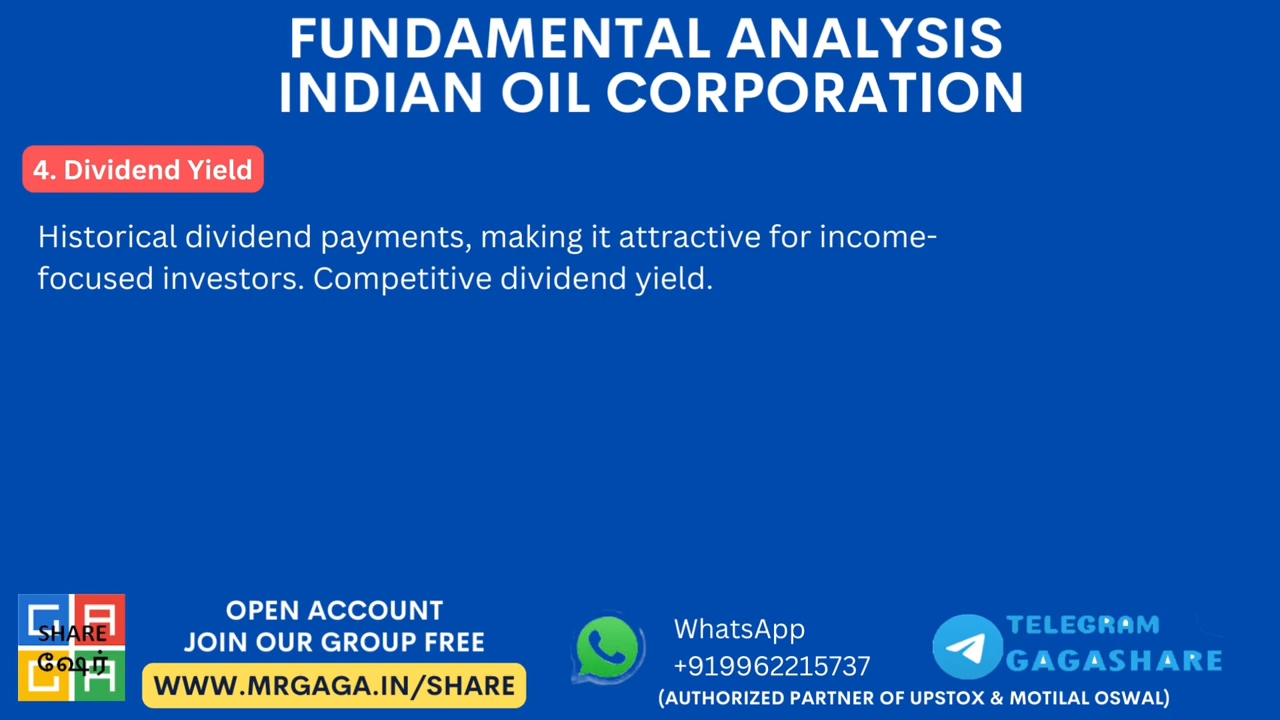 FUNDAMENTAL ANALYSIS
INDIAN OIL CORPORATION
4. Dividend Yield
Historical dividend payments, making it attractive for income-
focused investors. Competitive dividend yield.
GAGA
SHARE
ஷேர்
OPEN ACCOUNT
JOIN OUR GROUP FREE
WWW.MRGAGA.IN/SHARE
WhatsApp
+919962215737
TELEGRAM
GAGASHARE
(AUTHORIZED PARTNER OF UPSTOX & MOTILAL OSWAL)